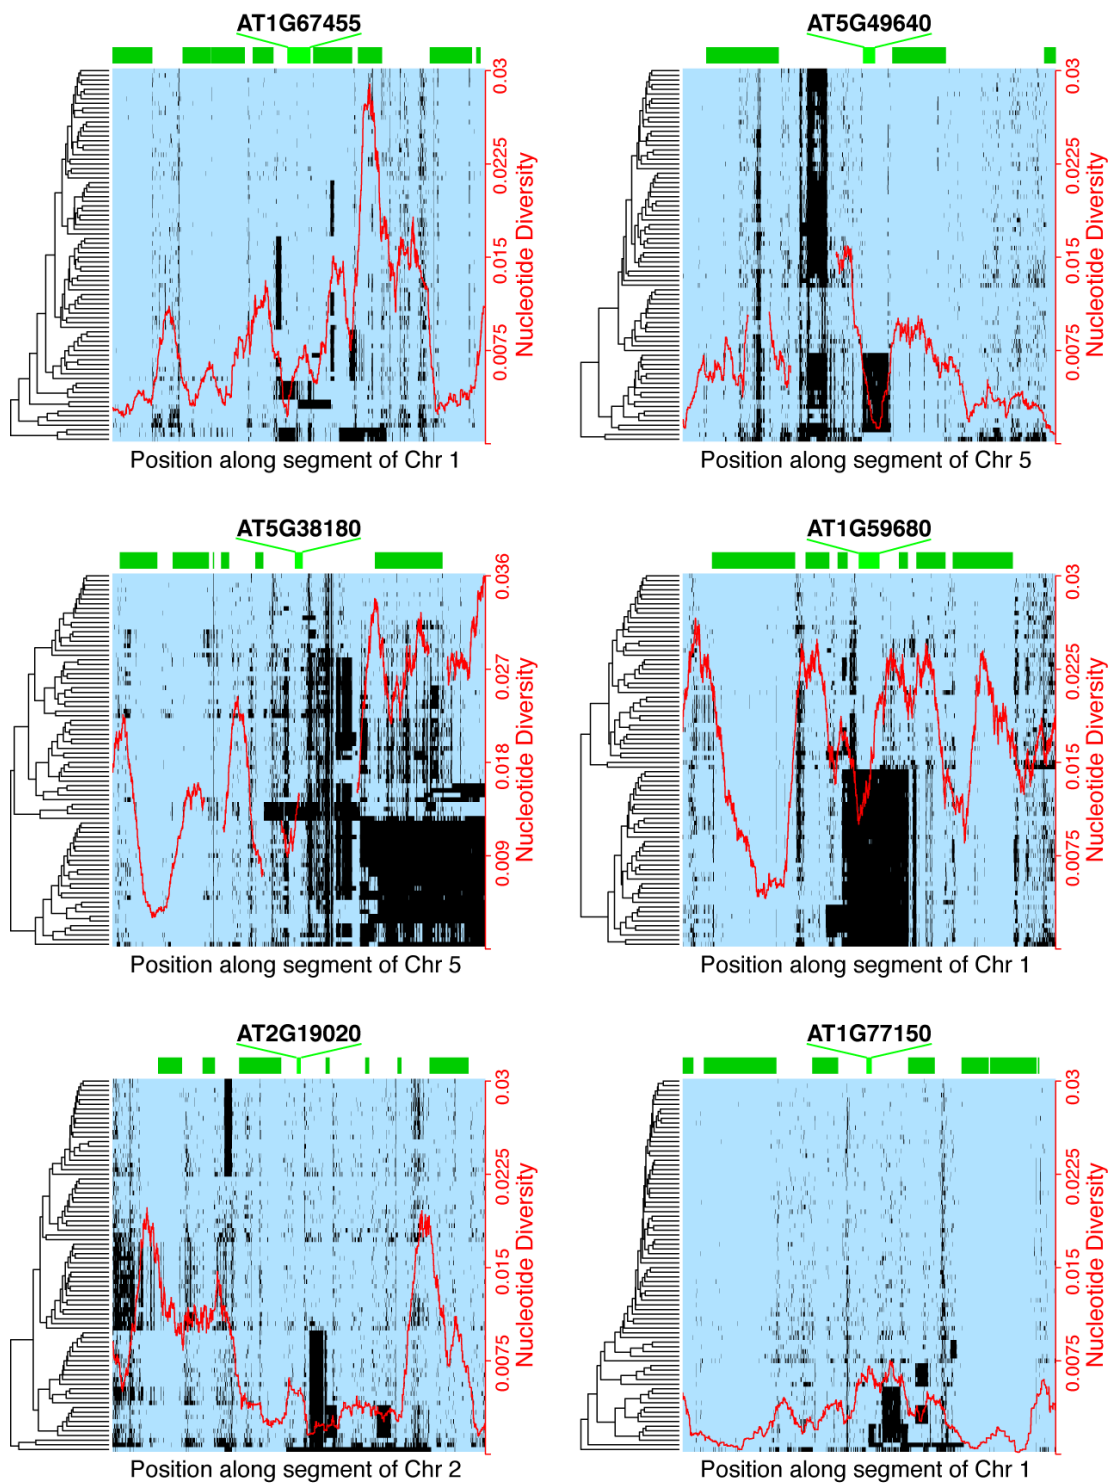 AT1G67455
0.03
0.0225
0.015
0.0075
Nucleotide Diversity
Position along segment of Chr 1
AT5G49640
0.03
0.0225
0.015
0.0075
Nucleotide Diversity
Position along segment of Chr 5
AT5G38180
0.036
0.027
0.018
0.009
Nucleotide Diversity
Position along segment of Chr 5
AT1G59680
0.03
0.0225
0.015
0.0075
Nucleotide Diversity
Position along segment of Chr 1
AT2G19020
0.03
0.0225
0.015
0.0075
Nucleotide Diversity
Position along segment of Chr 2
AT1G77150
0.03
0.0225
0.015
0.0075
Nucleotide Diversity
Position along segment of Chr 1